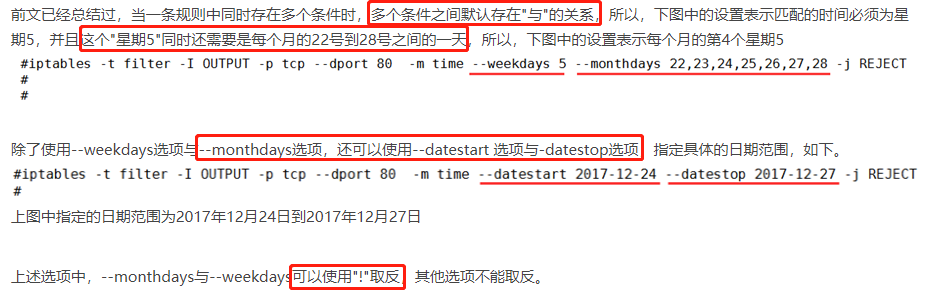 前文已经总结过，当一条规则中同时存在多个条件时，多个条件之间默认存在"与"的关系，所以，下图中的设置表示匹配的时间必须为星
期5，并且这个"星期5"同时还需要是每个月的22号到28号之间的一天，所以，下图中的设置表示每个月的第4个星期5
#iptables -t filter -I OUTPUT -p tcp --dport 80 -m time --weekdays 5 --monthdays 22,23,24,25,26,27,28 -j REJECT
#
#
除了使用--weekdays选项与--monthdays选项，还可以使用--datestart 选项与-datestop选项，指定具体的日期范围，如下。
#iptables -t filter -I OUTPUT -p tcp --dport 80 -m time --datestart 2017-12-24 --datestop 2017-12-27 -j REJECT
#
上图中指定的日期范围为2017年12月24日到2017年12月27日
上述选项中，--monthdays与--weekdays可以使用"!"取反，其他选项不能取反。